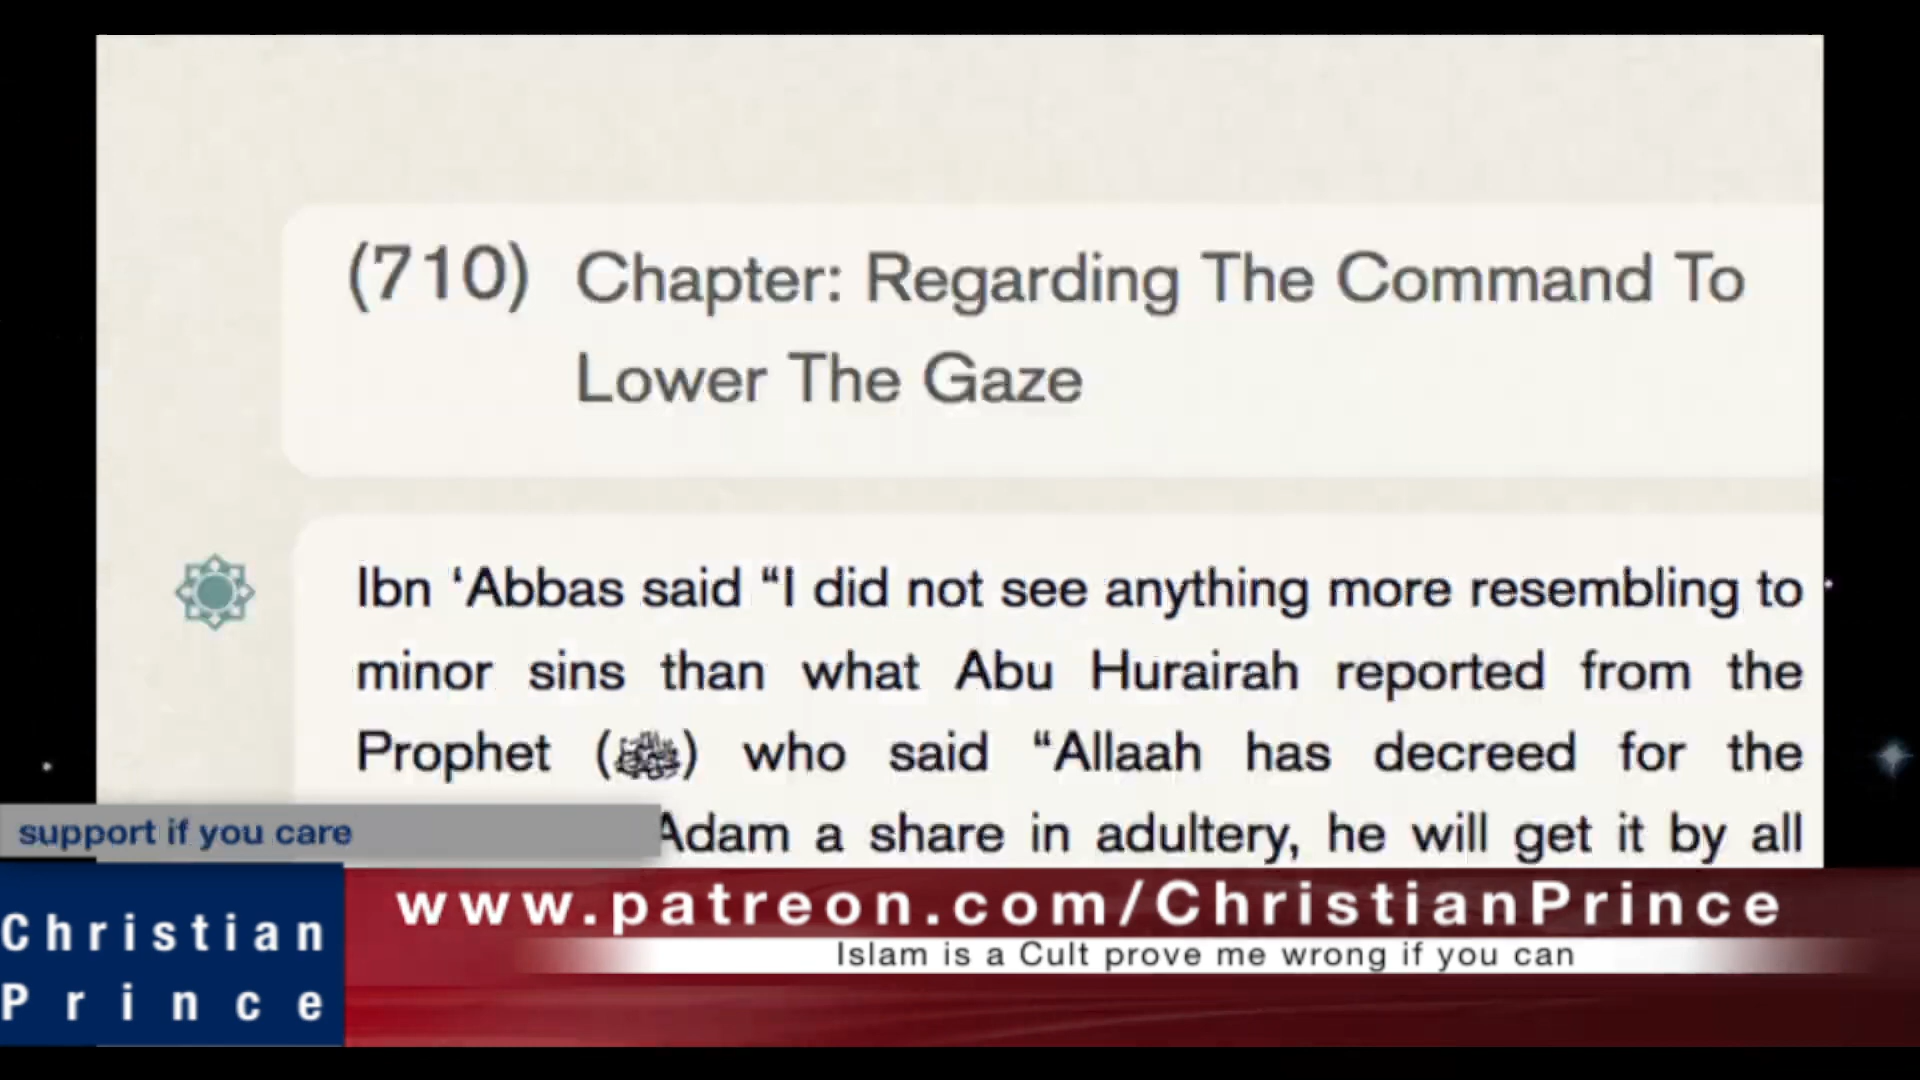 (710) Chapter: Regarding The Command To
Lower The Gaze
Ibn ‘Abbas said “I did not see anything more resembling to
minor sins than what Abu Hurairah reported from the
Prophet (ﷺ) who said “Allaah has decreed for the
Adam a share in adultery, he will get it by all
support if you care
Christian
Prince
www.patreon.com/ChristianPrince
Islam is a Cult prove me wrong if you can